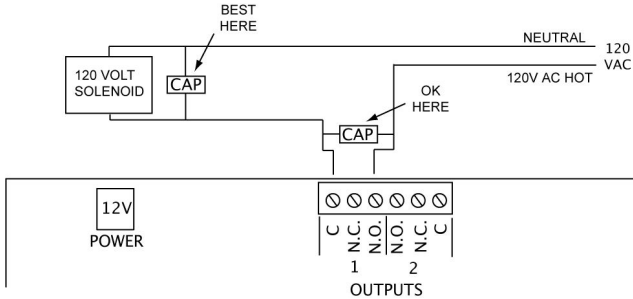 BEST
HERE
NEUTRAL
120
VAC
120V AC HOT
120 VOLT
SOLENOID
CAP
OK
HERE
CAP
12V
POWER
C
N.C.
N.O.
N.O.
N.C.
C
1
2
OUTPUTS